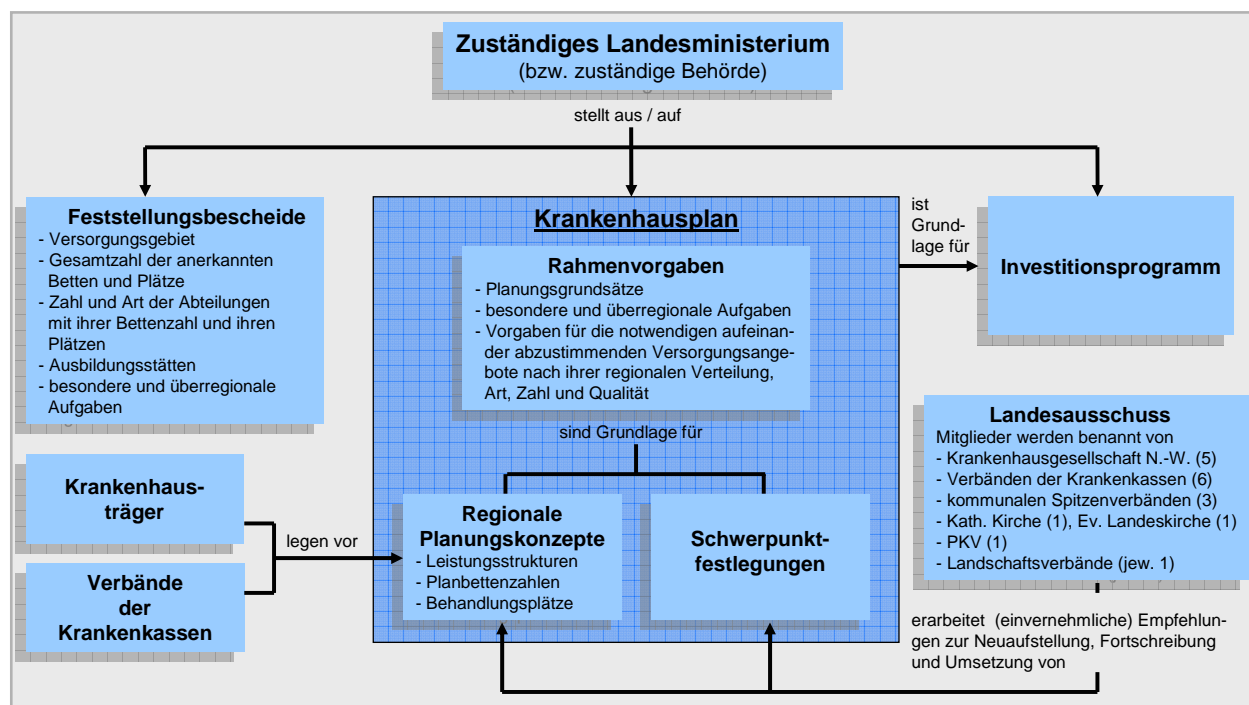 Zuständiges Landesministerium
(bzw. zuständige Behörde)
stellt aus / auf
Feststellungsbescheide
- Versorgungsgebiet
- Gesamtzahl der anerkannten
Betten und Plätze
- Zahl und Art der Abteilungen
mit ihrer Bettenzahl und ihren
Plätzen
- Ausbildungsstätten
- besondere und überregionale
Aufgaben
Krankenhausplan
Rahmenvorgaben
- Planungsgrundsätze
- besondere und überregionale Aufgaben
- Vorgaben für die notwendigen aufeinan-
der abzustimmenden Versorgungsange-
bote nach ihrer regionalen Verteilung,
Art, Zahl und Qualität
ist
Grund-
lage für
Investitionsprogramm
sind Grundlage für
Krankenhaus-
träger
Verbände
der
Krankenkassen
legen vor
Regionale
Planungskonzepte
- Leistungsstrukturen
- Planbettenzahlen
- Behandlungsplätze
Schwerpunkt-
festlegungen
Landesausschuss
Mitglieder werden benannt von
- Krankenhausgesellschaft N.-W. (5)
- Verbänden der Krankenkassen (6)
- kommunalen Spitzenverbänden (3)
- Kath. Kirche (1), Ev. Landeskirche (1)
- PKV (1)
- Landschaftsverbände (jew. 1)
erarbeitet (einvernehmliche) Empfehlun-
gen zur Neuaufstellung, Fortschreibung
und Umsetzung von